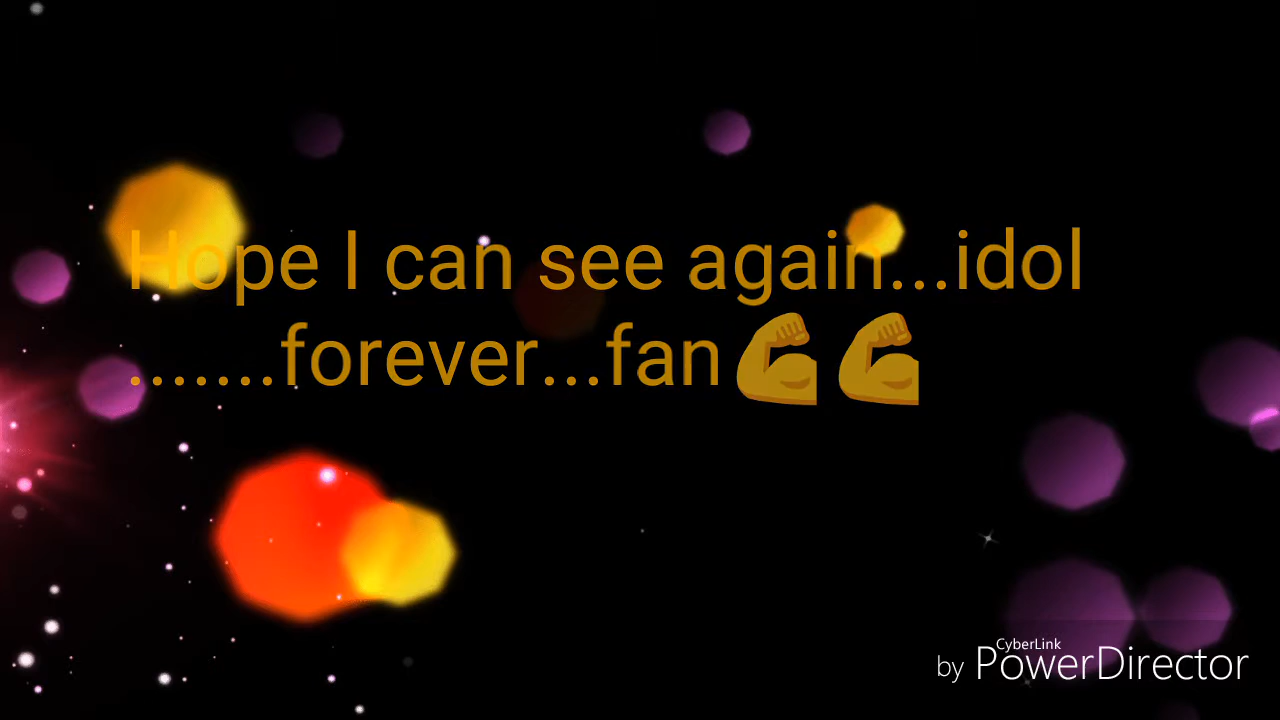 Hope I can see again...idol
.......forever...fan💪💪
by CyberLink PowerDirector